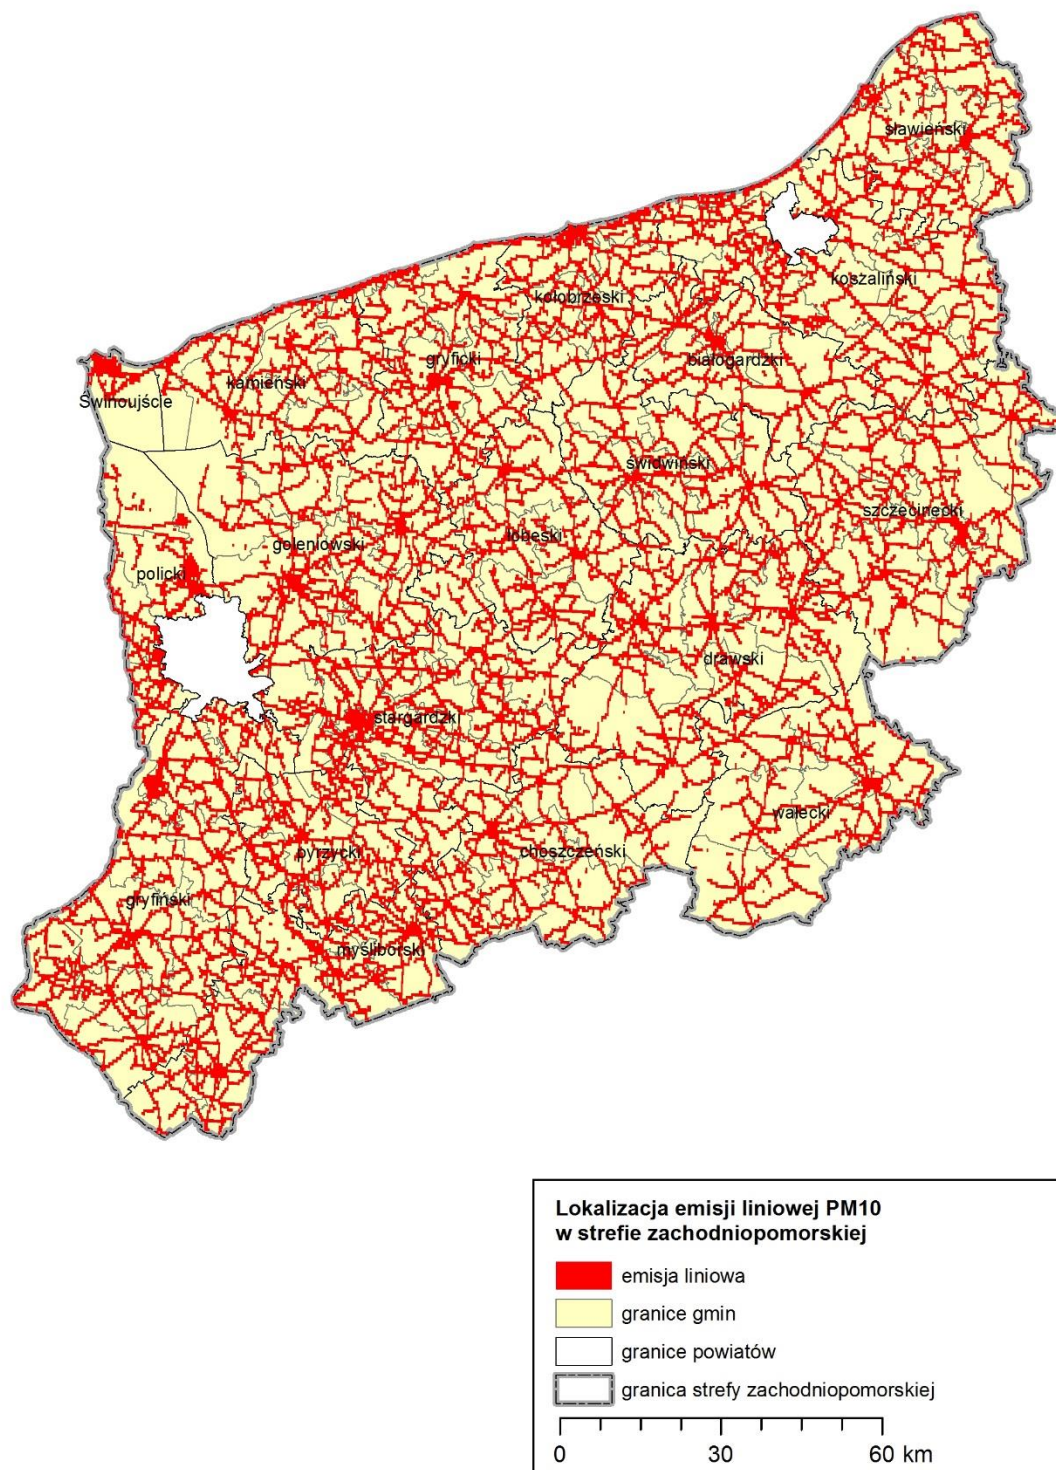 sławieński
koszaliński
kołobrzeski
białogardzki
gryficki
kamieński
Świnoujście
świdwiński
szczecinecki
łobeski
goleniowski
policki
drawski
stargardzki
wałecki
choszczeński
pyrzycki
gryfiński
myśliborski
Lokalizacja emisji liniowej PM10
w strefie zachodniopomorskiej
emisja liniowa
granice gmin
granice powiatów
granica strefy zachodniopomorskiej
0 30 60 km